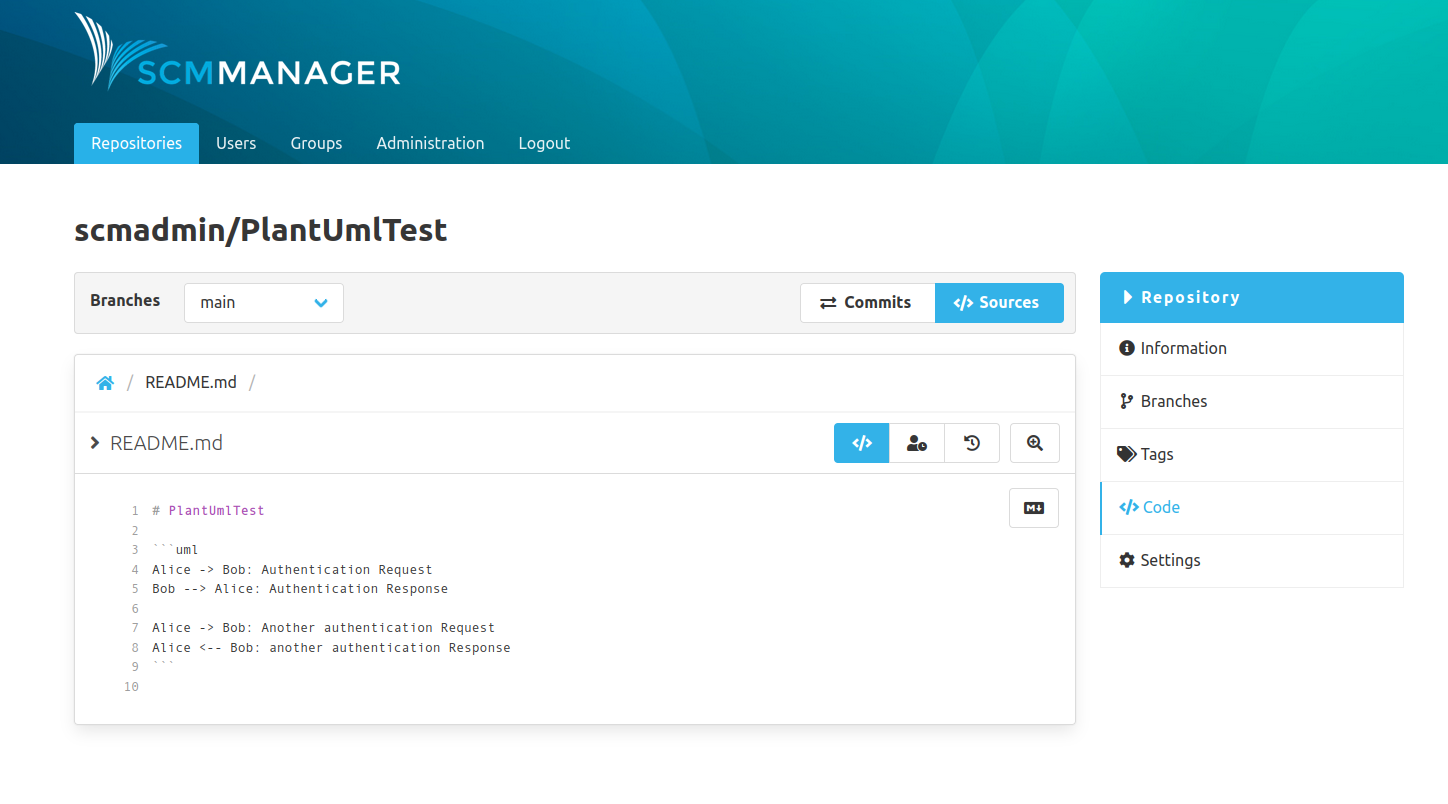 SCMMANAGER
Repositories Users Groups Administration Logout
scmadmin/PlantUmlTest
Branches main Commits </> Sources
/ README.md /
README.md </>
M↓
1 # PlantUmlTest
2
3 ```uml
4 Alice -> Bob: Authentication Request
5 Bob --> Alice: Authentication Response
6
7 Alice -> Bob: Another authentication Request
8 Alice <-- Bob: another authentication Response
9 ```
10
Repository
Information
Branches
Tags
</> Code
Settings